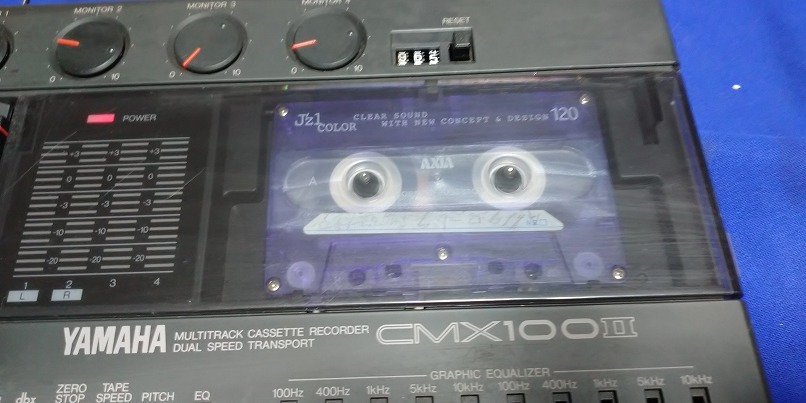 MONITOR 2 MONITOR 3 MONITOR 4
RESET
0 10 0 10 0 10
POWER
J'z1 COLOR
CLEAR SOUND
WITH NEW CONCEPT & DESIGN 120
AXIA
A
+3 +3 +3
0 0 0
-3 -3 -3
-10 -10 -10
-20 -20 -20
1 2 3 4
L R
YAMAHA MULTITRACK CASSETTE RECORDER
DUAL SPEED TRANSPORT
CMX100II
GRAPHIC EQUALIZER
dbx ZERO STOP TAPE SPEED PITCH EQ
100Hz 400Hz 1kHz 5kHz 10kHz 100Hz 400Hz 1kHz 5kHz 10kHz